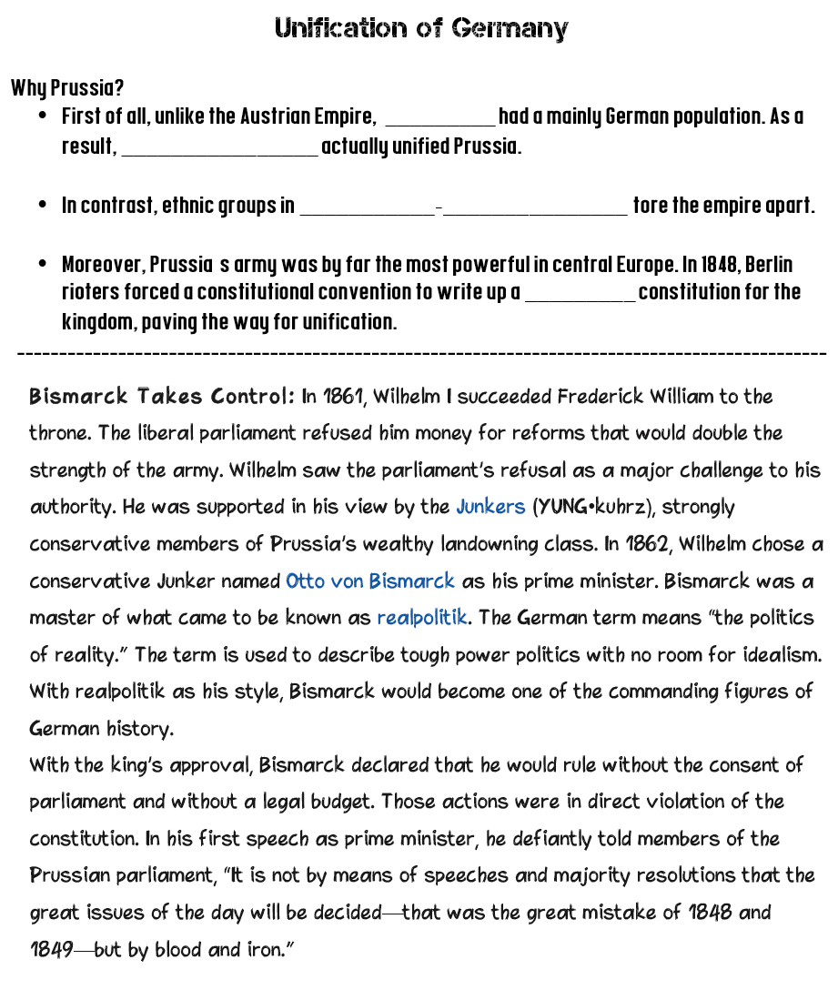 Unification of Germany
Why Prussia?
• First of all, unlike the Austrian Empire, _________ had a mainly German population. As a
result, ________________ actually unified Prussia.
• In contrast, ethnic groups in ___________-_______________ tore the empire apart.
• Moreover, Prussia s army was by far the most powerful in central Europe. In 1848, Berlin
rioters forced a constitutional convention to write up a _________ constitution for the
kingdom, paving the way for unification.
--------------------------------------------------------------------------------------------------
Bismarck Takes Control: In 1861, Wilhelm I succeeded Frederick William to the
throne. The liberal parliament refused him money for reforms that would double the
strength of the army. Wilhelm saw the parliament's refusal as a major challenge to his
authority. He was supported in his view by the Junkers (YUNG•kuhrz), strongly
conservative members of Prussia's wealthy landowning class. In 1862, Wilhelm chose a
conservative Junker named Otto von Bismarck as his prime minister. Bismarck was a
master of what came to be known as realpolitik. The German term means "the politics
of reality." The term is used to describe tough power politics with no room for idealism.
With realpolitik as his style, Bismarck would become one of the commanding figures of
German history.
With the king's approval, Bismarck declared that he would rule without the consent of
parliament and without a legal budget. Those actions were in direct violation of the
constitution. In his first speech as prime minister, he defiantly told members of the
Prussian parliament, "It is not by means of speeches and majority resolutions that the
great issues of the day will be decided—that was the great mistake of 1848 and
1849—but by blood and iron."